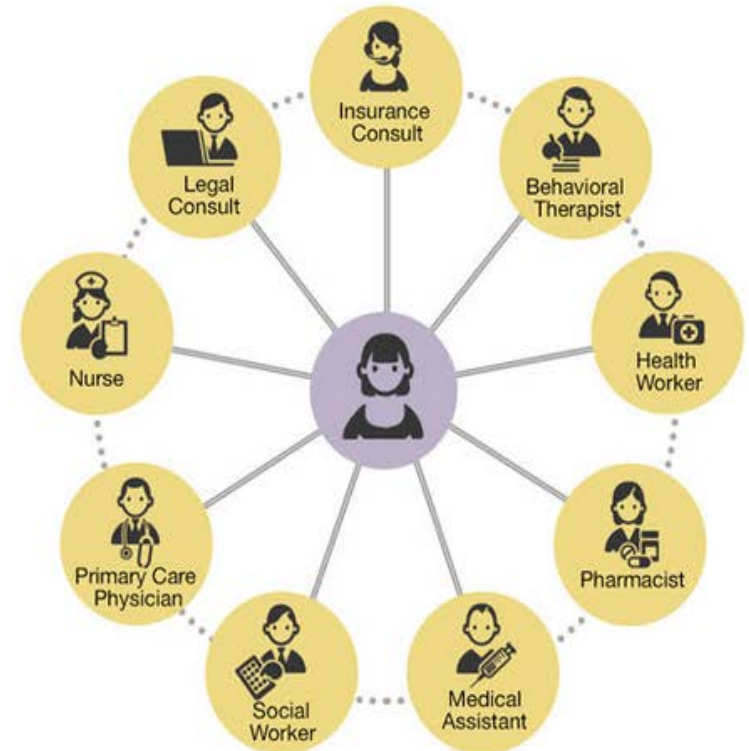 Insurance
Consult
Behavioral
Therapist
Health
Worker
Pharmacist
Medical
Assistant
Social
Worker
Primary Care
Physician
Nurse
Legal
Consult